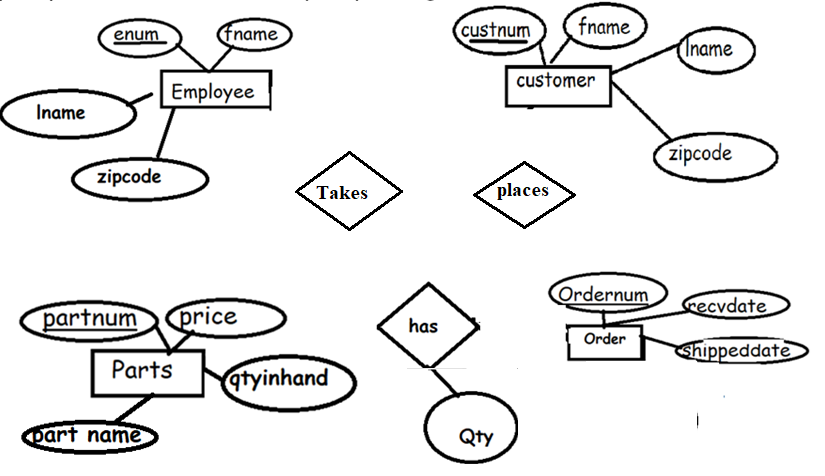 enum
fname
Employee
lname
zipcode
custnum
fname
lname
customer
zipcode
Takes
places
partnum
price
Parts
qtyinhand
part name
has
Qty
Ordernum
recvdate
Order
shippeddate